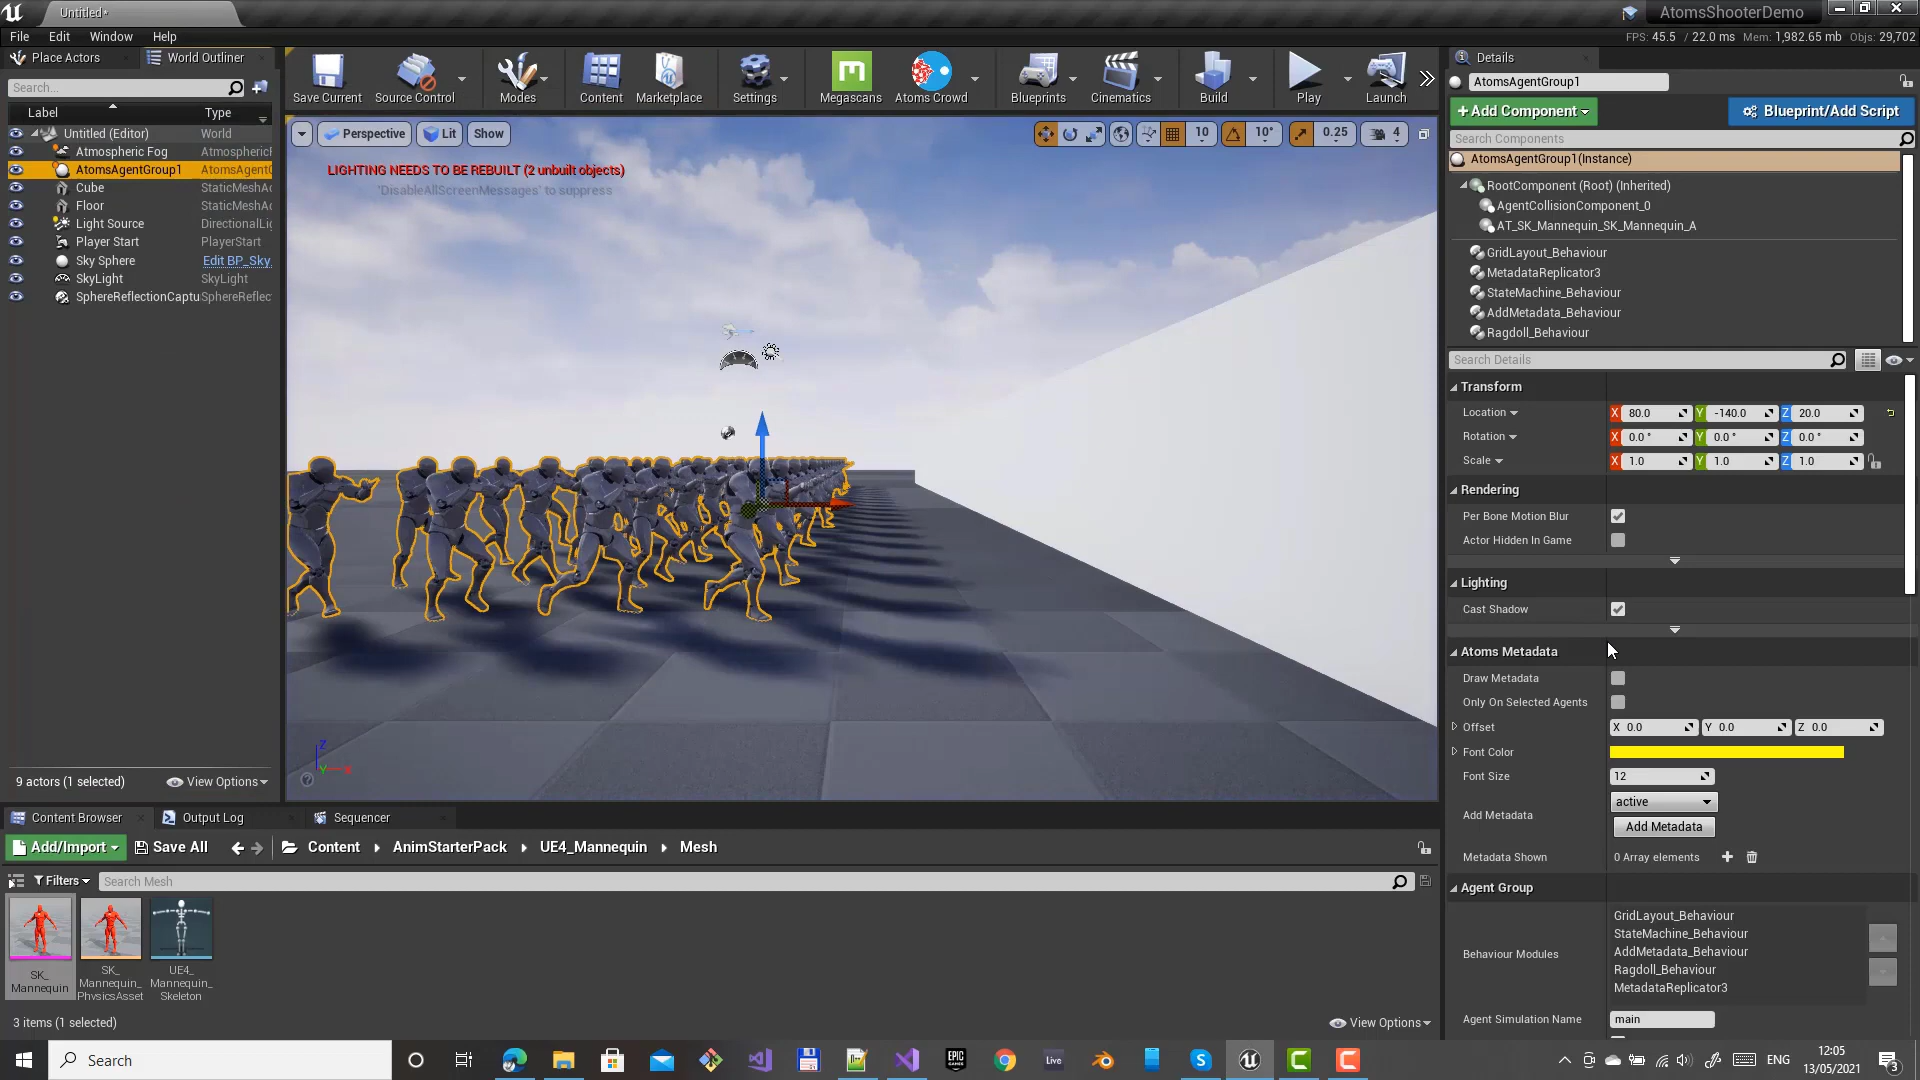 Untitled*
AtomsShooterDemo
File Edit Window Help
FPS: 45.5 / 22.0 ms Mem: 1,982.65 mb Objs: 29,702
Place Actors World Outliner
Search...
Label Type
Untitled (Editor) World
Atmospheric Fog AtmosphericF
AtomsAgentGroup1 AtomsAgentG
Cube StaticMeshAc
Floor StaticMeshAc
Light Source DirectionalLig
Player Start PlayerStart
Sky Sphere Edit BP_Sky_
SkyLight SkyLight
SphereReflectionCaptu SphereReflec
9 actors (1 selected) View Options
Save Current Source Control Modes Content Marketplace Settings Megascans Atoms Crowd Blueprints Cinematics Build Play Launch
Perspective Lit Show
10 10° 0.25 4
LIGHTING NEEDS TO BE REBUILT (2 unbuilt objects)
'DisableAllScreenMessages' to suppress
Z
Y X
Details
AtomsAgentGroup1
+Add Component Blueprint/Add Script
Search Components
AtomsAgentGroup1(Instance)
RootComponent (Root) (Inherited)
AgentCollisionComponent_0
AT_SK_Mannequin_SK_Mannequin_A
GridLayout_Behaviour
MetadataReplicator3
StateMachine_Behaviour
AddMetadata_Behaviour
Ragdoll_Behaviour
Search Details
Transform
Location X 80.0 Y -140.0 Z 20.0
Rotation X 0.0 ° Y 0.0 ° Z 0.0 °
Scale X 1.0 Y 1.0 Z 1.0
Rendering
Per Bone Motion Blur
Actor Hidden In Game
Lighting
Cast Shadow
Atoms Metadata
Draw Metadata
Only On Selected Agents
Offset X 0.0 Y 0.0 Z 0.0
Font Color
Font Size 12
Add Metadata active
Add Metadata
Metadata Shown 0 Array elements
Agent Group
Behaviour Modules
GridLayout_Behaviour
StateMachine_Behaviour
AddMetadata_Behaviour
Ragdoll_Behaviour
MetadataReplicator3
Agent Simulation Name main
Content Browser Output Log Sequencer
Add/Import Save All Content AnimStarterPack UE4_Mannequin Mesh
Filters Search Mesh
SK_
Mannequin
SK_
Mannequin_
PhysicsAsset
UE4_
Mannequin_
Skeleton
3 items (1 selected) View Options
Search
EPIC GAMES
Live
ENG
12:05
13/05/2021
3